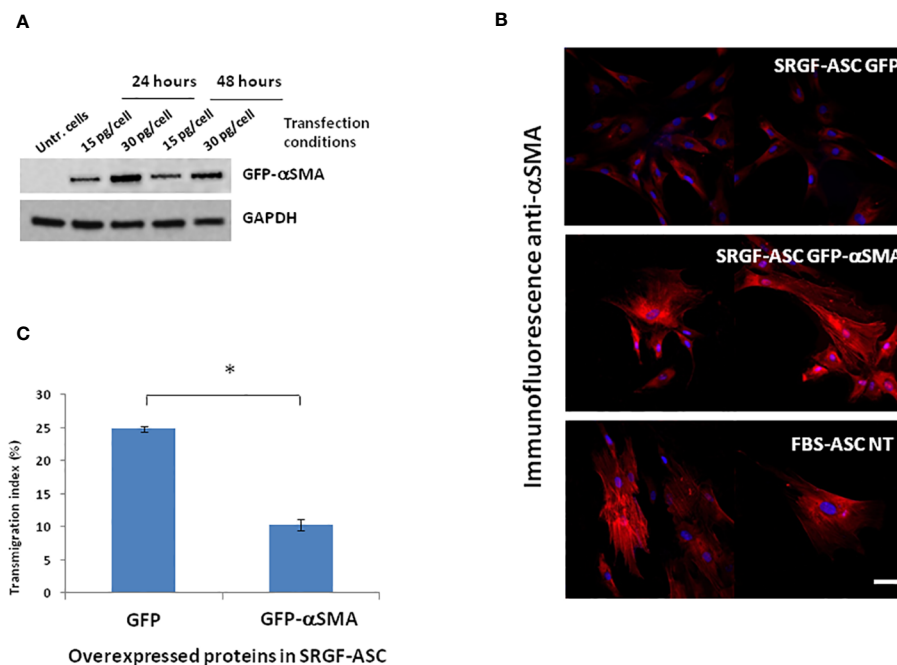 A
24 hours
48 hours
Untr. cells
15 pg/cell
30 pg/cell
15 pg/cell
30 pg/cell
Transfection
conditions
GFP-αSMA
GAPDH
B
Immunofluorescence anti-αSMA
SRGF-ASC GFP
SRGF-ASC GFP-αSMA
FBS-ASC NT
C
*
Transmigration index (%)
30
25
20
15
10
5
0
GFP
GFP-αSMA
Overexpressed proteins in SRGF-ASC